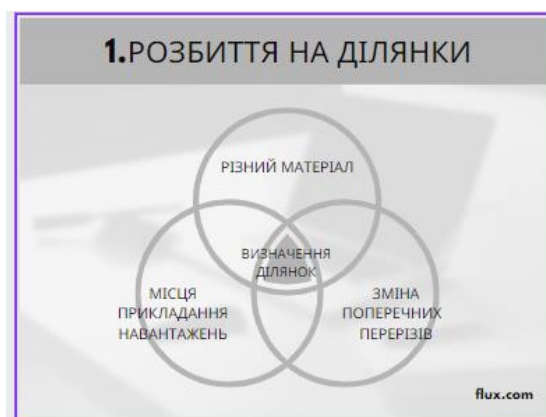 1.РОЗБИТТЯ НА ДІЛЯНКИ
РІЗНИЙ МАТЕРІАЛ
ВИЗНАЧЕННЯ
ДІЛЯНОК
МІСЦЯ
ПРИКЛАДАННЯ
НАВАНТАЖЕНЬ
ЗМІНА
ПОПЕРЕЧНИХ
ПЕРЕРІЗІВ
flux.com